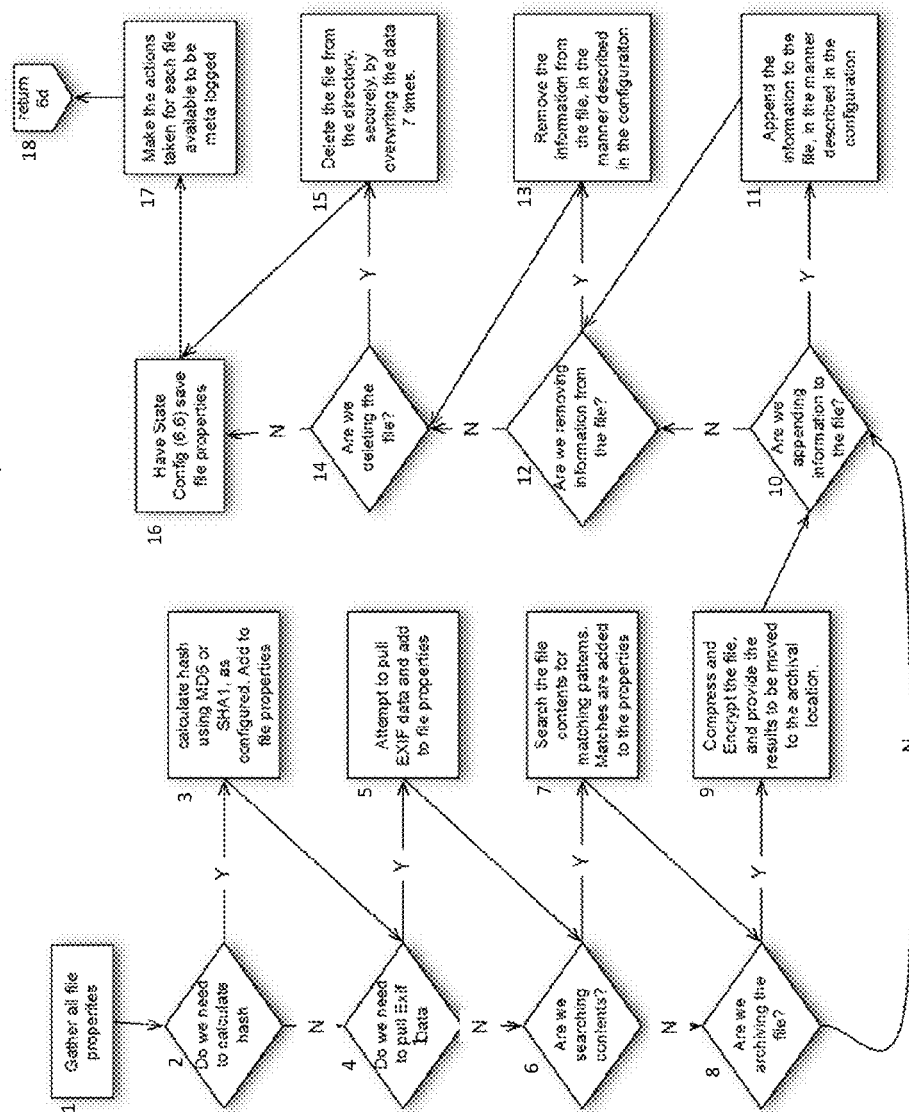 1
Gather all file
properties
2
Do we need
to calculate
hash
Y
N
3
calculate hash
using MD5 or
SHA1, as
configured. Add to
file properties
4
Do we need
to pull Exif
Data
Y
N
5
Attempt to pull
EXIF data and add
to file properties
6
Are we
searching
contents?
Y
N
7
Search the file
contents for
matching patterns.
Matches are added
to the properties
8
Are we
archiving the
file?
Y
N
9
Compress and
Encrypt the file,
and provide the
results to be moved
to the archival
location.
10
Are we
appending
information to
the file?
Y
N
11
Append the
information to the
file, in the manner
described in the
configuration
12
Are we removing
information from
the file?
Y
N
13
Remove the
information from
the file, in the
manner described
in the configuraiton
14
Are we
deleting the
file?
Y
N
15
Delete the file from
the directory,
securely, by
overwriting the data
7 times.
16
Have State
Config (6.6) save
file properties
17
Make the actions
taken for each file
available to be
meta logged
18
return
6d